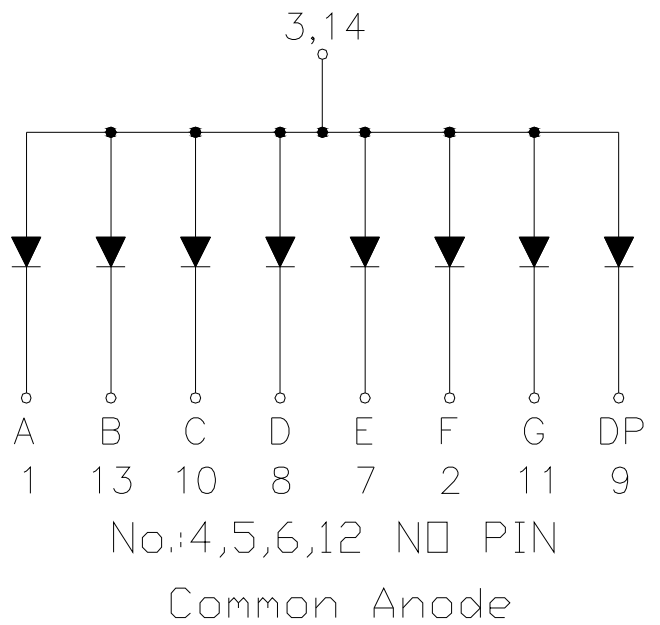 3,14
A B C D E F G DP
1 13 10 8 7 2 11 9
No.:4,5,6,12 NO PIN
Common Anode